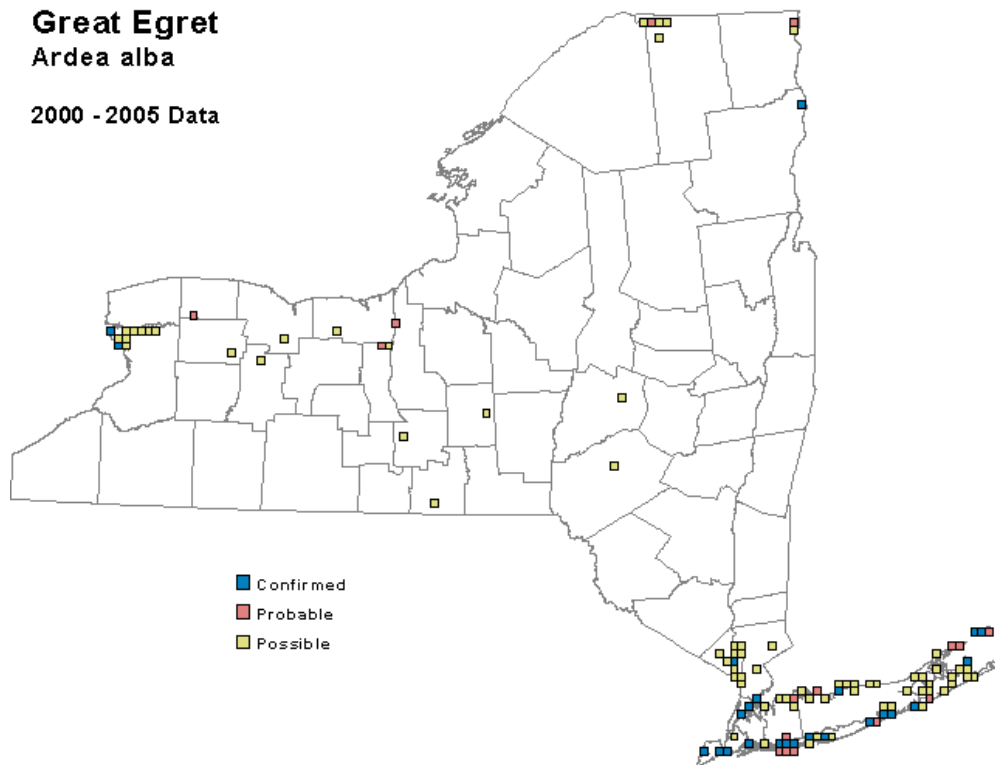 Great Egret
Ardea alba
2000 - 2005 Data
Confirmed
Probable
Possible